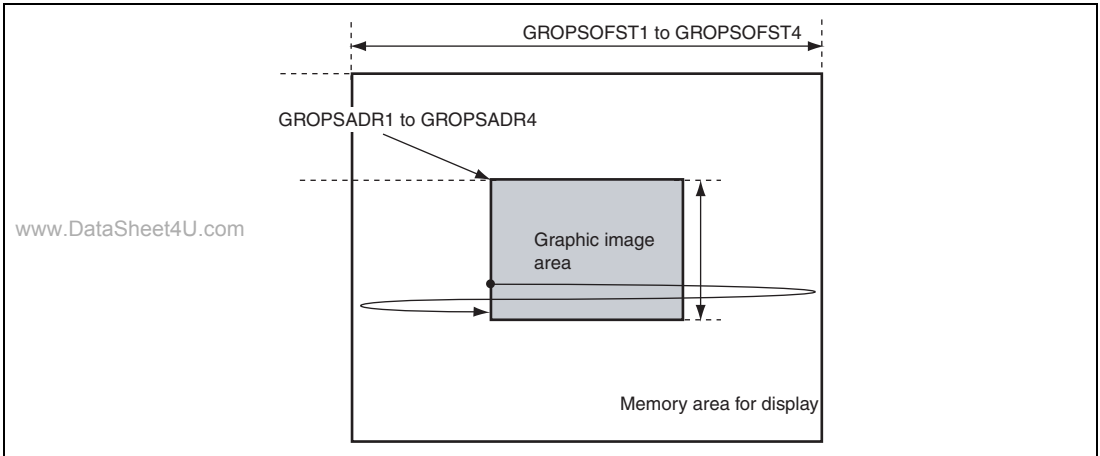 GROPSOFST1 to GROPSOFST4
GROPSADR1 to GROPSADR4
www.DataSheet4U.com
Graphic image
area
Memory area for display